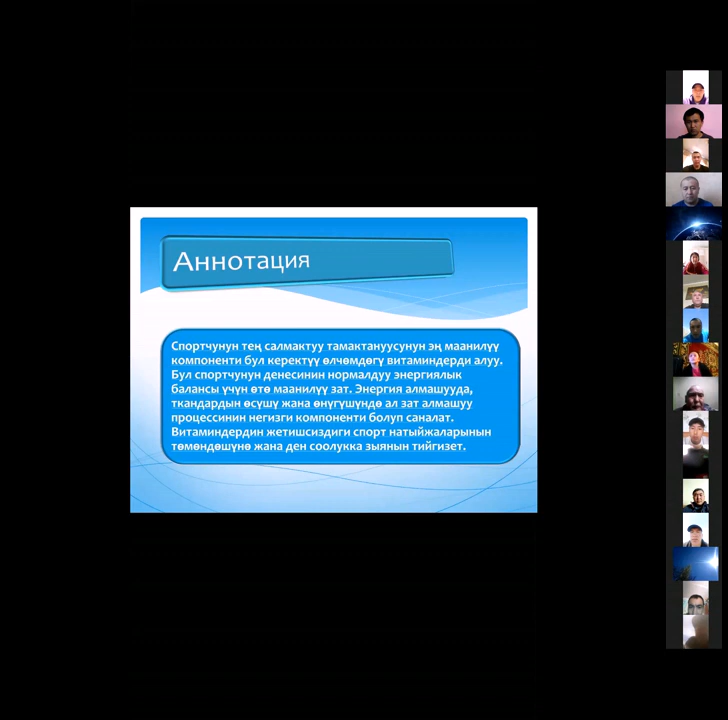 Аннотация
Спортчунун тең салмактуу тамактануусунун эң маанилүү
компоненти бул керектүү өлчөмдөгү витаминдерди алуу.
Бул спортчунун денесинин нормалдуу энергиялык
балансы үчүн өтө маанилүү зат. Энергия алмашууда,
ткандардын өсүшү жана өнүгүшүндө ал зат алмашуу
процессинин негизги компоненти болуп саналат.
Витаминдердин жетишсиздиги спорт натыйжаларынын
төмөндөшүнө жана ден соолукка зыянын тийгизет.